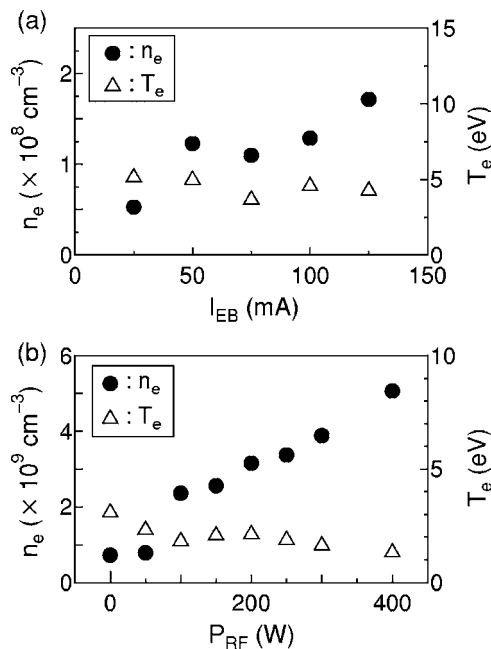 (a)
● : nₑ
△ : Tₑ
2
1
0
nₑ ( × 10⁸ cm⁻³)
15
10
5
0
Tₑ (eV)
0 50 100 150
I_EB (mA)
(b)
● : nₑ
△ : Tₑ
6
4
2
0
nₑ ( × 10⁹ cm⁻³)
10
5
0
Tₑ (eV)
0 200 400
P_RF (W)